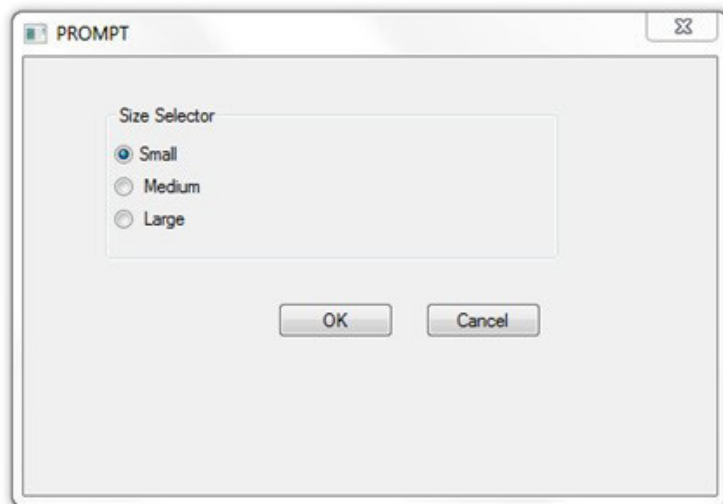 PROMPT
Size Selector
Small
Medium
Large
OK Cancel